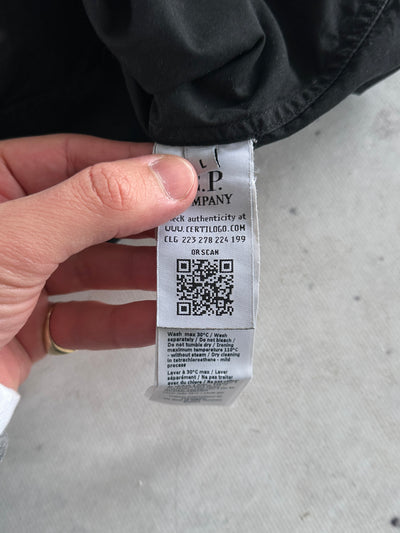 L
.P.
MPANY
eck authenticity at
WWW.CERTILOGO.COM
CLG 223 278 224 199
OR SCAN
Wash max 30°C / Wash
separately / Do not bleach /
Do not tumble dry / Ironing
maximum temperature 110°C
- without steam / Dry cleaning
in tetrachloroethene - mild
process
Laver à 30°C max / Laver
séparément / Ne pas traiter
avec du chlore / Ne pas